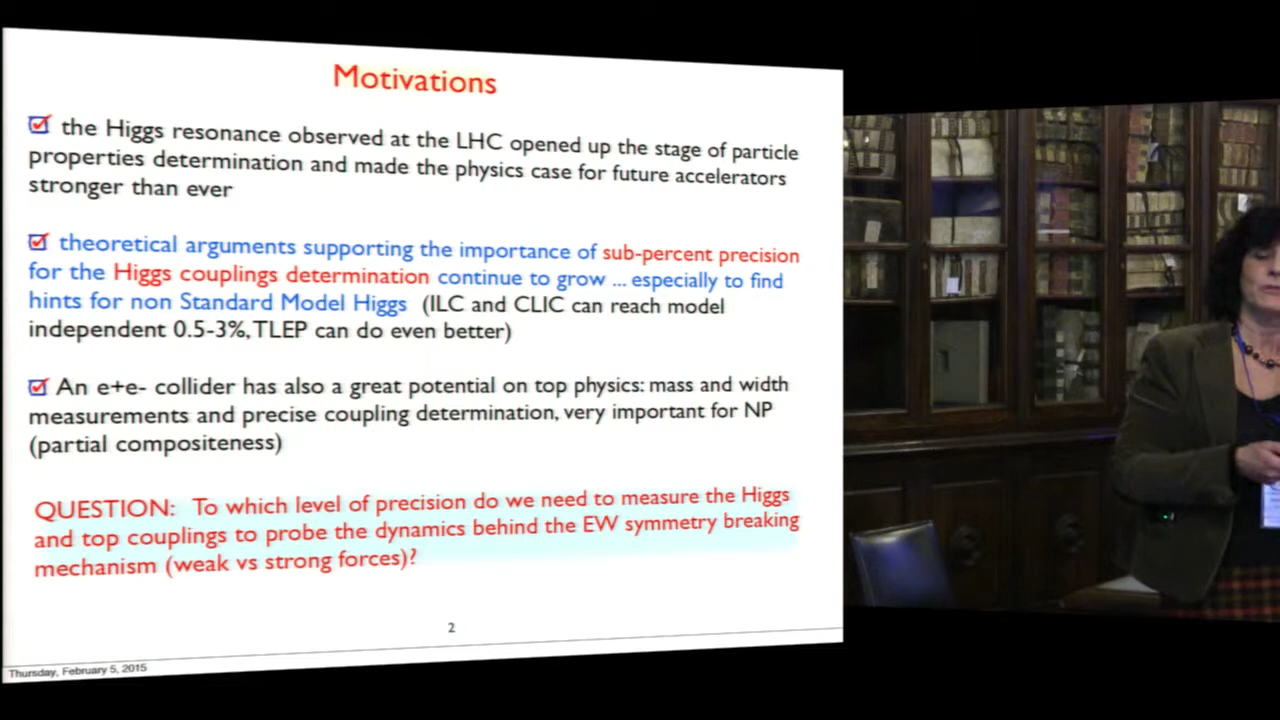 Motivations
the Higgs resonance observed at the LHC opened up the stage of particle
properties determination and made the physics case for future accelerators
stronger than ever
theoretical arguments supporting the importance of sub-percent precision
for the Higgs couplings determination continue to grow ... especially to find
hints for non Standard Model Higgs (ILC and CLIC can reach model
independent 0.5-3%, TLEP can do even better)
An e+e- collider has also a great potential on top physics: mass and width
measurements and precise coupling determination, very important for NP
(partial compositeness)
QUESTION: To which level of precision do we need to measure the Higgs
and top couplings to probe the dynamics behind the EW symmetry breaking
mechanism (weak vs strong forces)?
2
Thursday, February 5, 2015